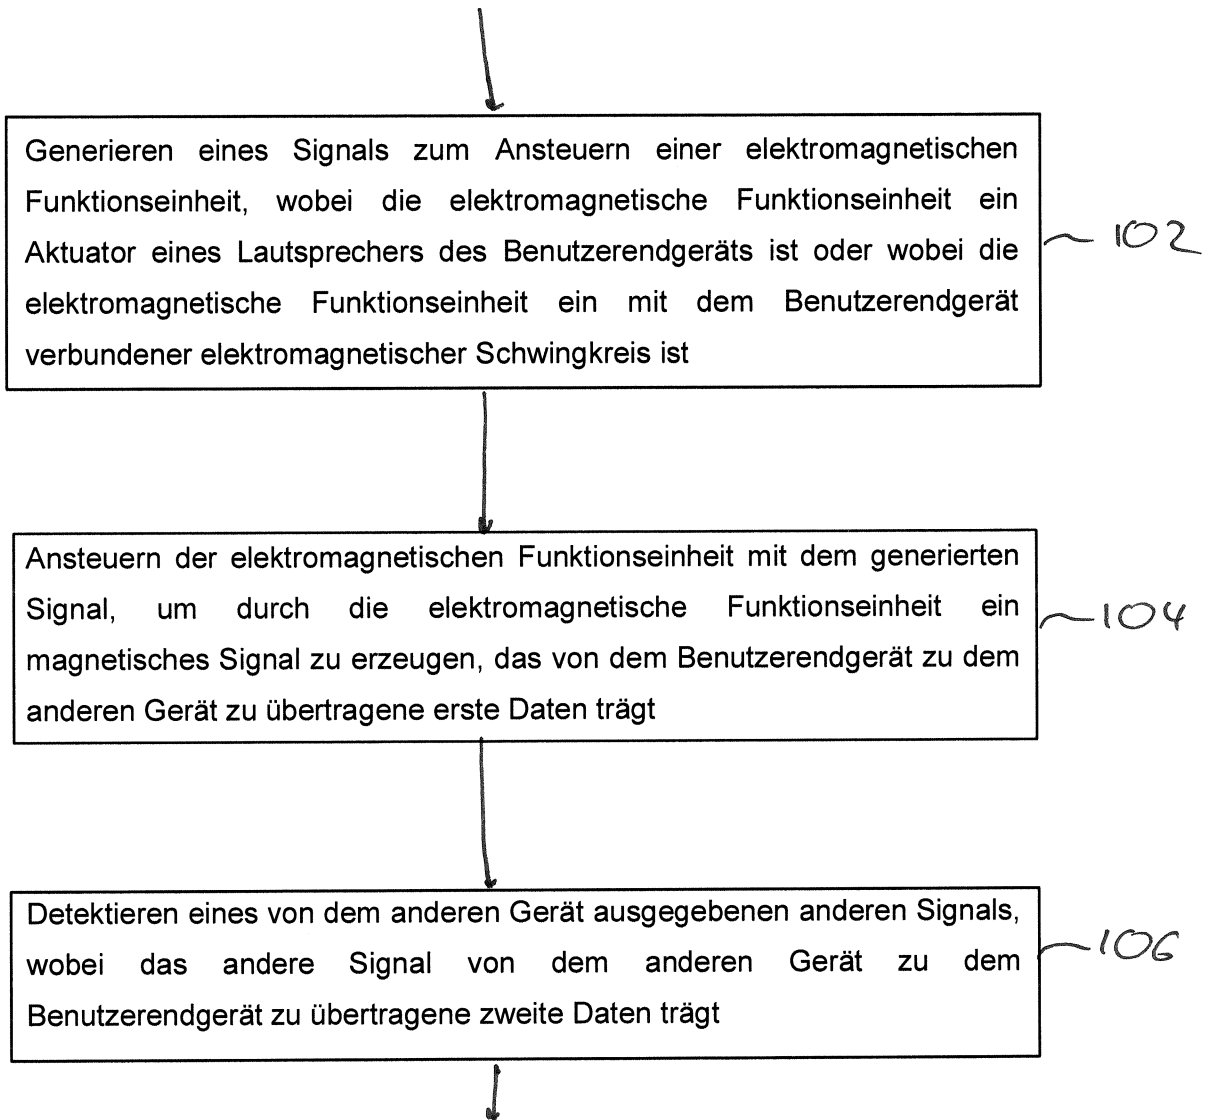 Generieren eines Signals zum Ansteuern einer elektromagnetischen
Funktionseinheit, wobei die elektromagnetische Funktionseinheit ein
Aktuator eines Lautsprechers des Benutzerendgeräts ist oder wobei die
elektromagnetische Funktionseinheit ein mit dem Benutzerendgerät
verbundener elektromagnetischer Schwingkreis ist
102
Ansteuern der elektromagnetischen Funktionseinheit mit dem generierten
Signal, um durch die elektromagnetische Funktionseinheit ein
magnetisches Signal zu erzeugen, das von dem Benutzerendgerät zu dem
anderen Gerät zu übertragene erste Daten trägt
104
Detektieren eines von dem anderen Gerät ausgegebenen anderen Signals,
wobei das andere Signal von dem anderen Gerät zu dem
Benutzerendgerät zu übertragene zweite Daten trägt
106